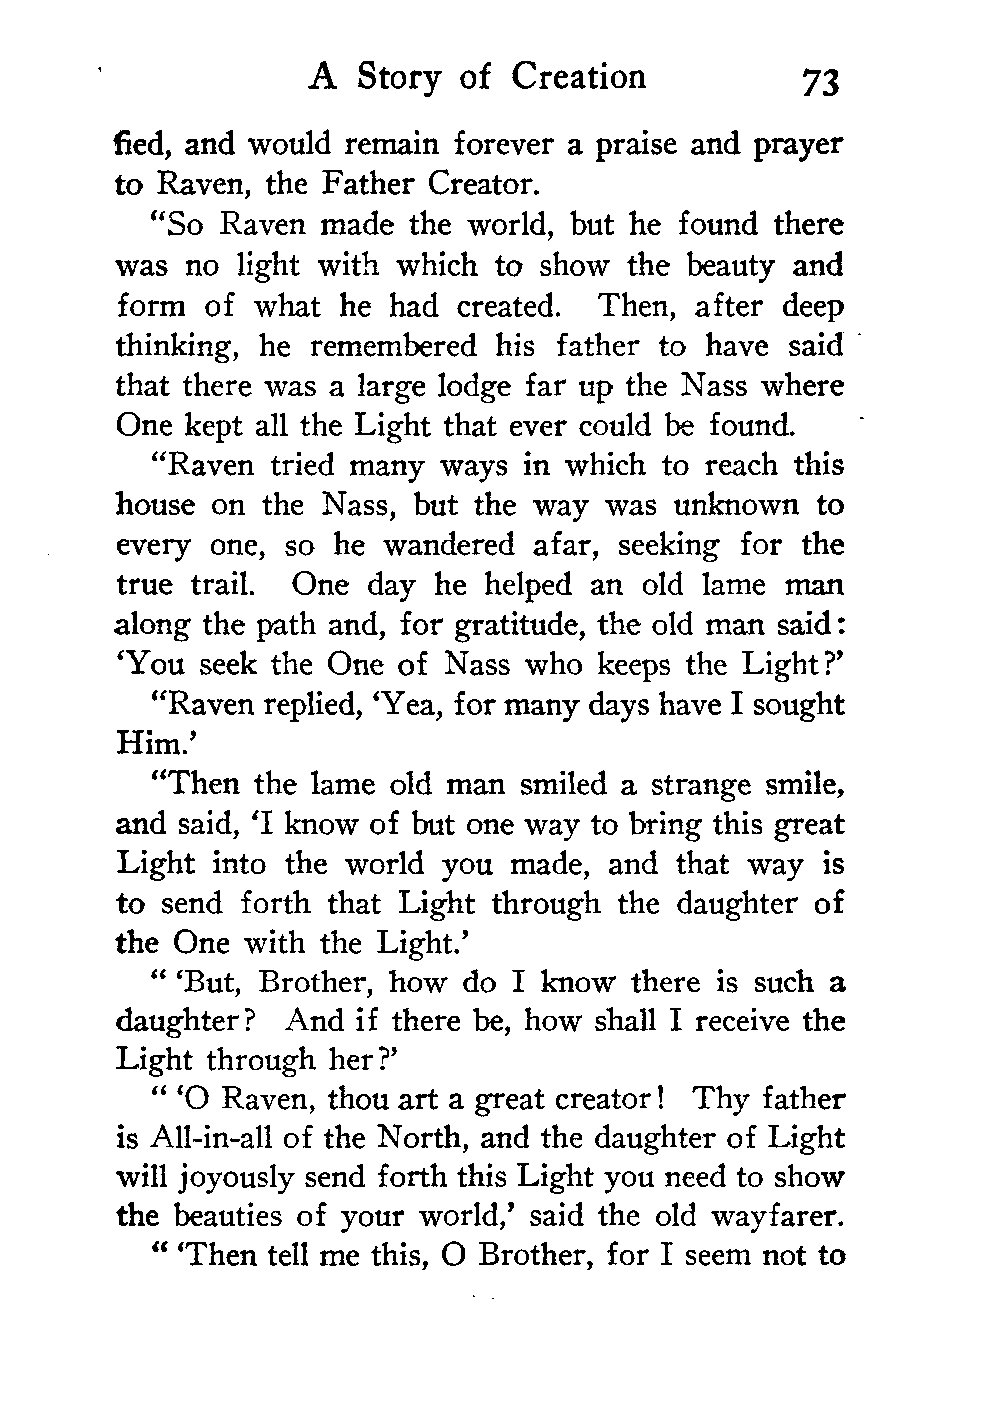 A Story of Creation 73
fied, and would remain forever a praise and prayer
to Raven, the Father Creator.
“So Raven made the world, but he found there
was no light with which to show the beauty and
form of what he had created. Then, after deep
thinking, he remembered his father to have said
that there was a large lodge far up the Nass where
One kept all the Light that ever could be found.
“Raven tried many ways in which to reach this
house on the Nass, but the way was unknown to
every one, so he wandered afar, seeking for the
true trail. One day he helped an old lame man
along the path and, for gratitude, the old man said:
‘You seek the One of Nass who keeps the Light?’
“Raven replied, ‘Yea, for many days have I sought
Him.’
“Then the lame old man smiled a strange smile,
and said, ‘I know of but one way to bring this great
Light into the world you made, and that way is
to send forth that Light through the daughter of
the One with the Light.’
“ ‘But, Brother, how do I know there is such a
daughter? And if there be, how shall I receive the
Light through her?’
“ ‘O Raven, thou art a great creator! Thy father
is All-in-all of the North, and the daughter of Light
will joyously send forth this Light you need to show
the beauties of your world,’ said the old wayfarer.
“ ‘Then tell me this, O Brother, for I seem not to